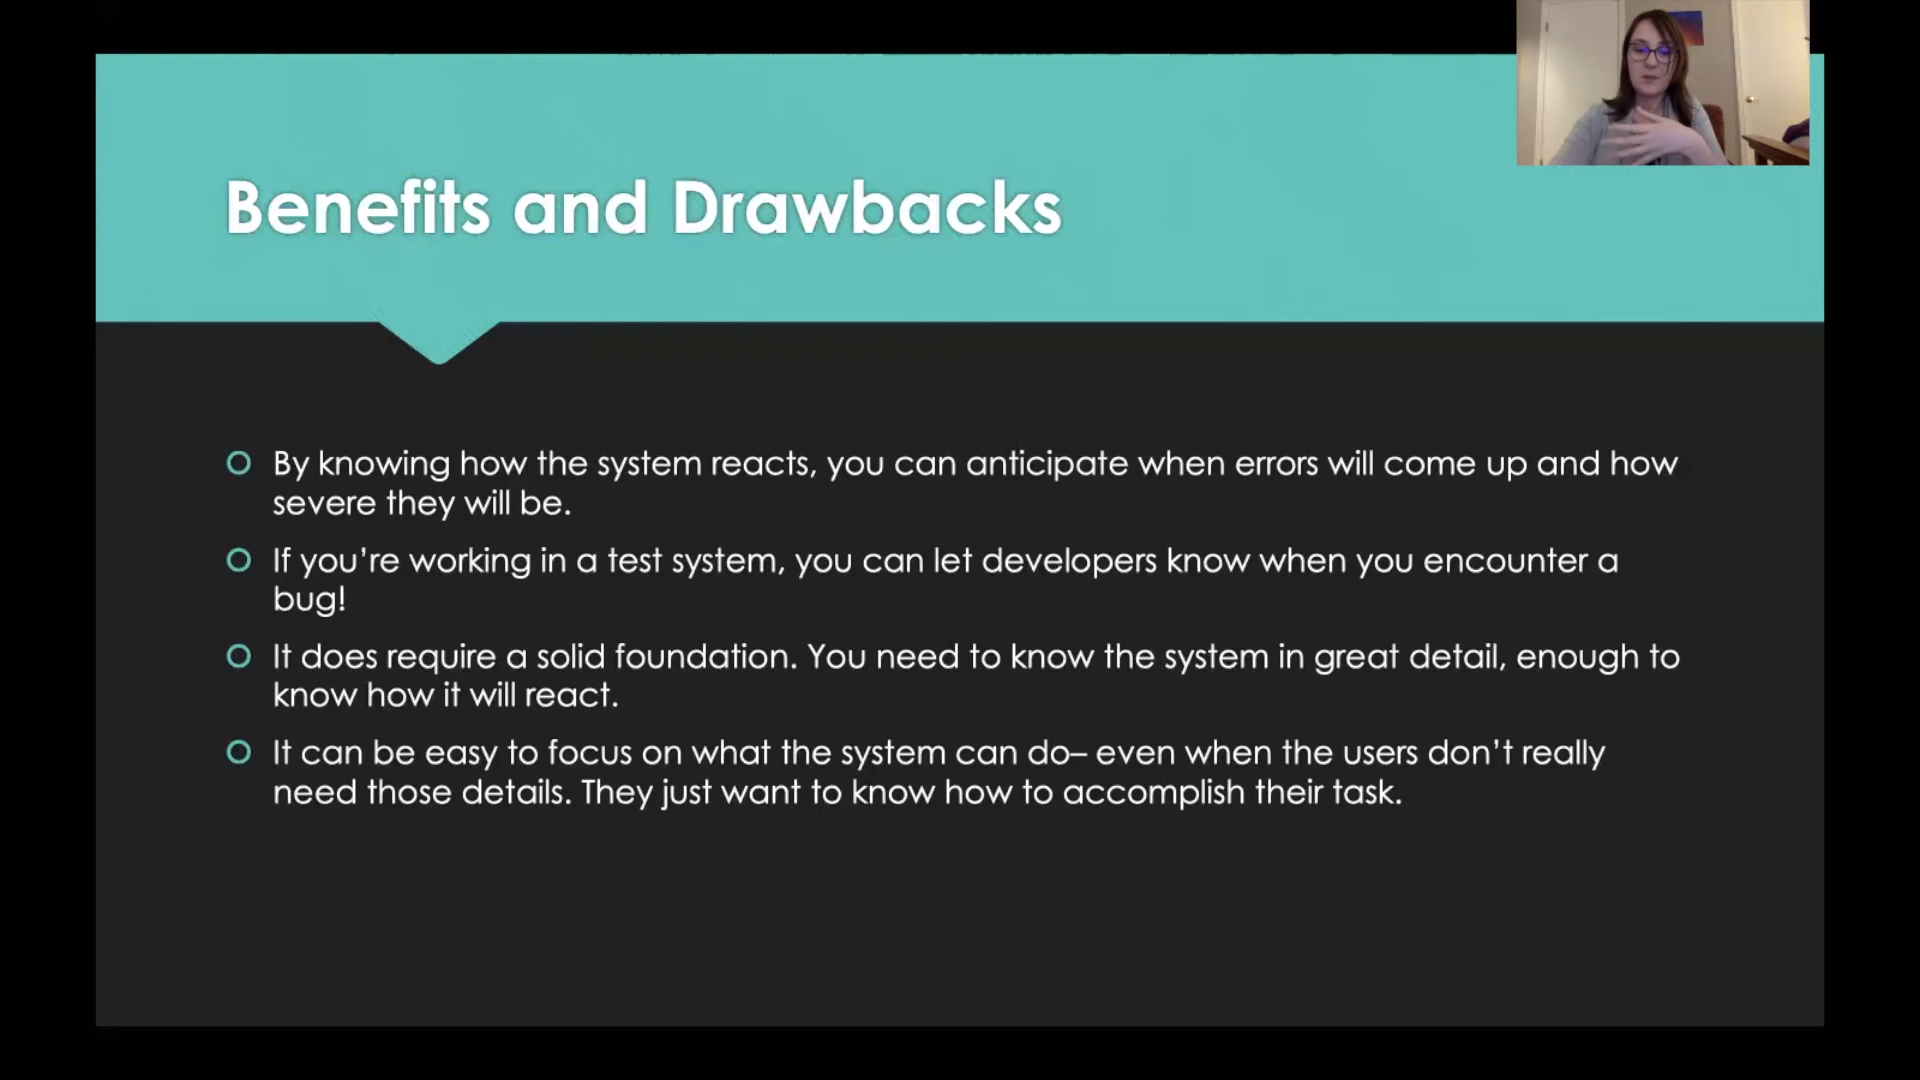 Benefits and Drawbacks
By knowing how the system reacts, you can anticipate when errors will come up and how
severe they will be.
If you’re working in a test system, you can let developers know when you encounter a
bug!
It does require a solid foundation. You need to know the system in great detail, enough to
know how it will react.
It can be easy to focus on what the system can do– even when the users don’t really
need those details. They just want to know how to accomplish their task.